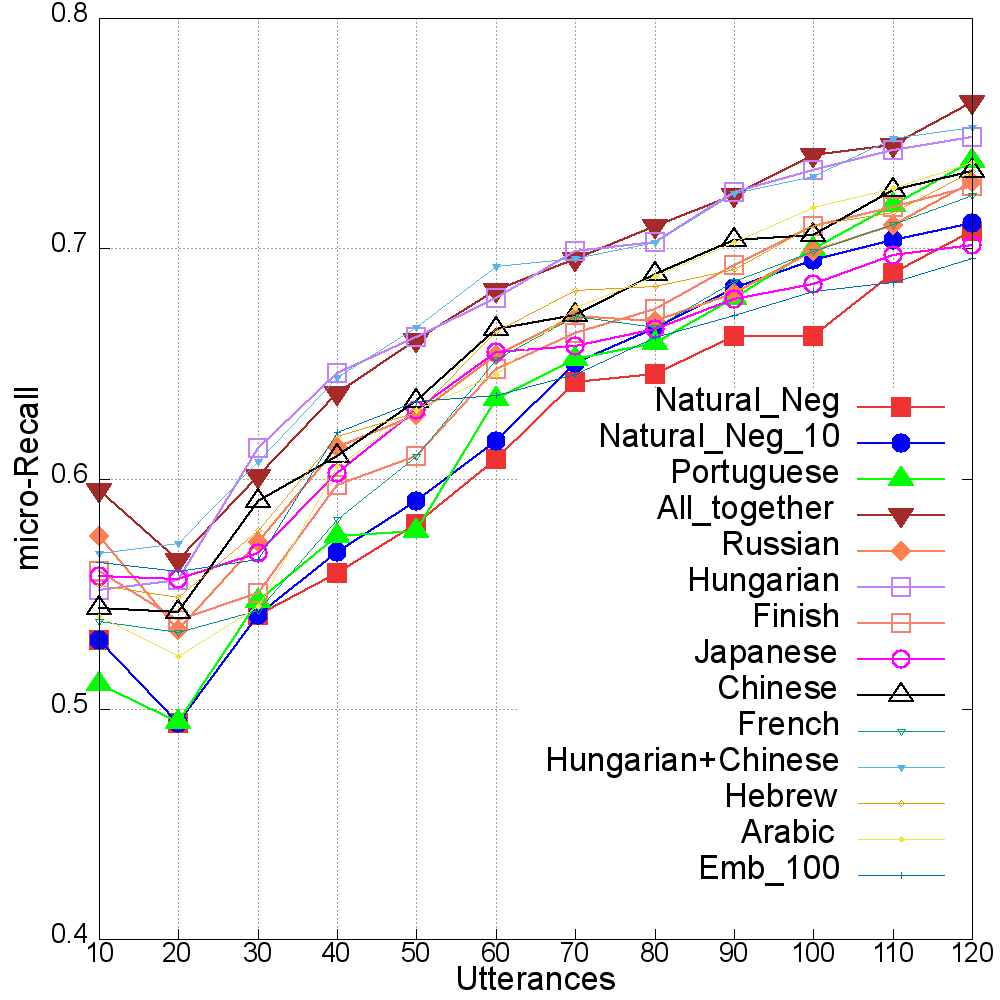 0.8
0.7
0.6
0.5
0.4
micro-Recall
Natural_Neg
Natural_Neg_10
Portuguese
All_together
Russian
Hungarian
Finish
Japanese
Chinese
French
Hungarian+Chinese
Hebrew
Arabic
Emb_100
10 20 30 40 50 60 70 80 90 100 110 120
Utterances